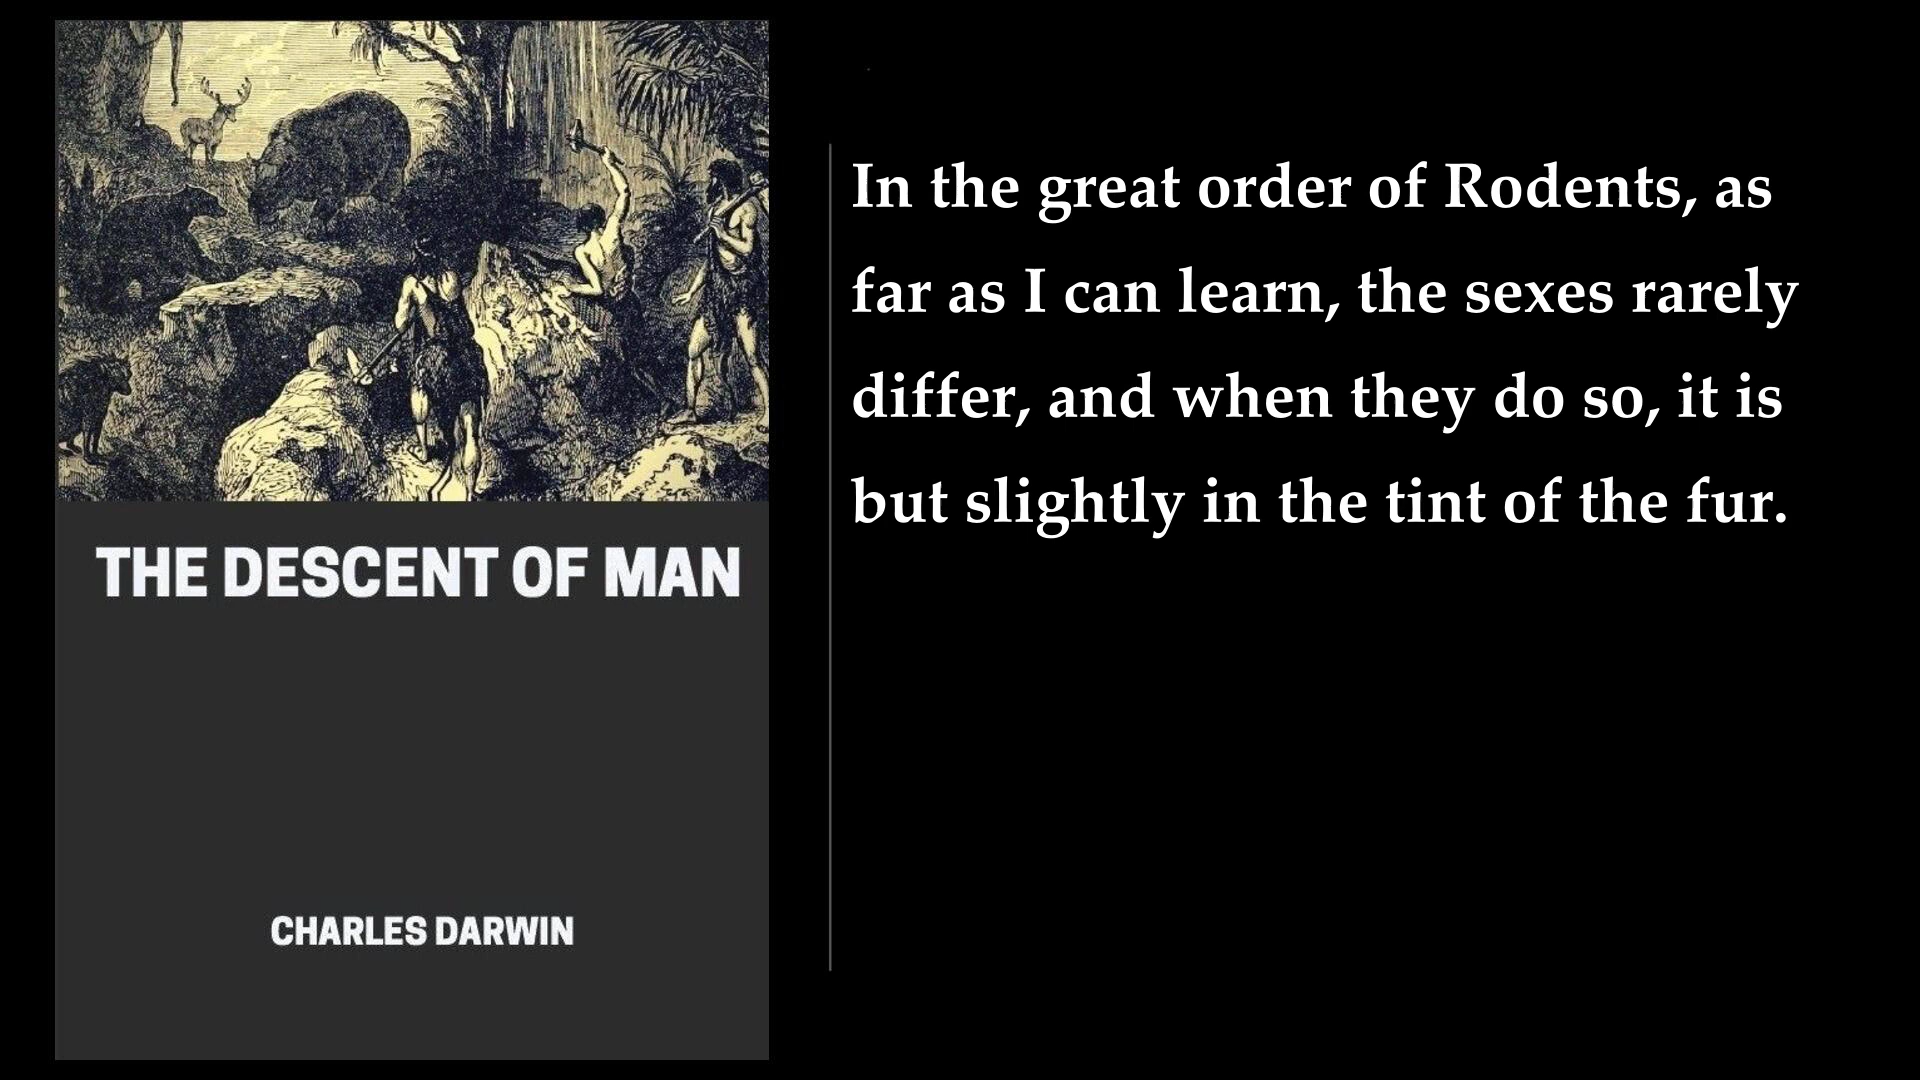 THE DESCENT OF MAN
CHARLES DARWIN
In the great order of Rodents, as
far as I can learn, the sexes rarely
differ, and when they do so, it is
but slightly in the tint of the fur.